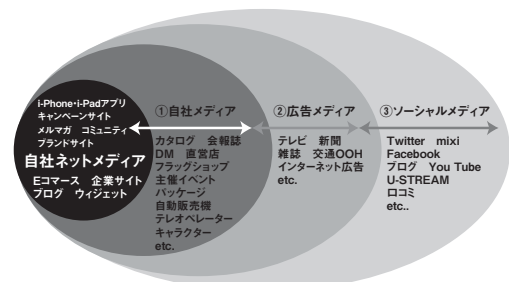 i-Phone・i-Padアプリ
キャンペーンサイト
メルマガ コミュニティ
ブランドサイト
自社ネットメディア
Eコマース 企業サイト
ブログ ウィジェット
①自社メディア
カタログ 会報誌
DM 直営店
フラッグショップ
主催イベント
パッケージ
自動販売機
テレオペレーター
キャラクター
etc.
②広告メディア
テレビ 新聞
雑誌 交通OOH
インターネット広告
etc.
③ソーシャルメディア
Twitter mixi
Facebook
ブログ You Tube
U-STREAM
口コミ
etc..